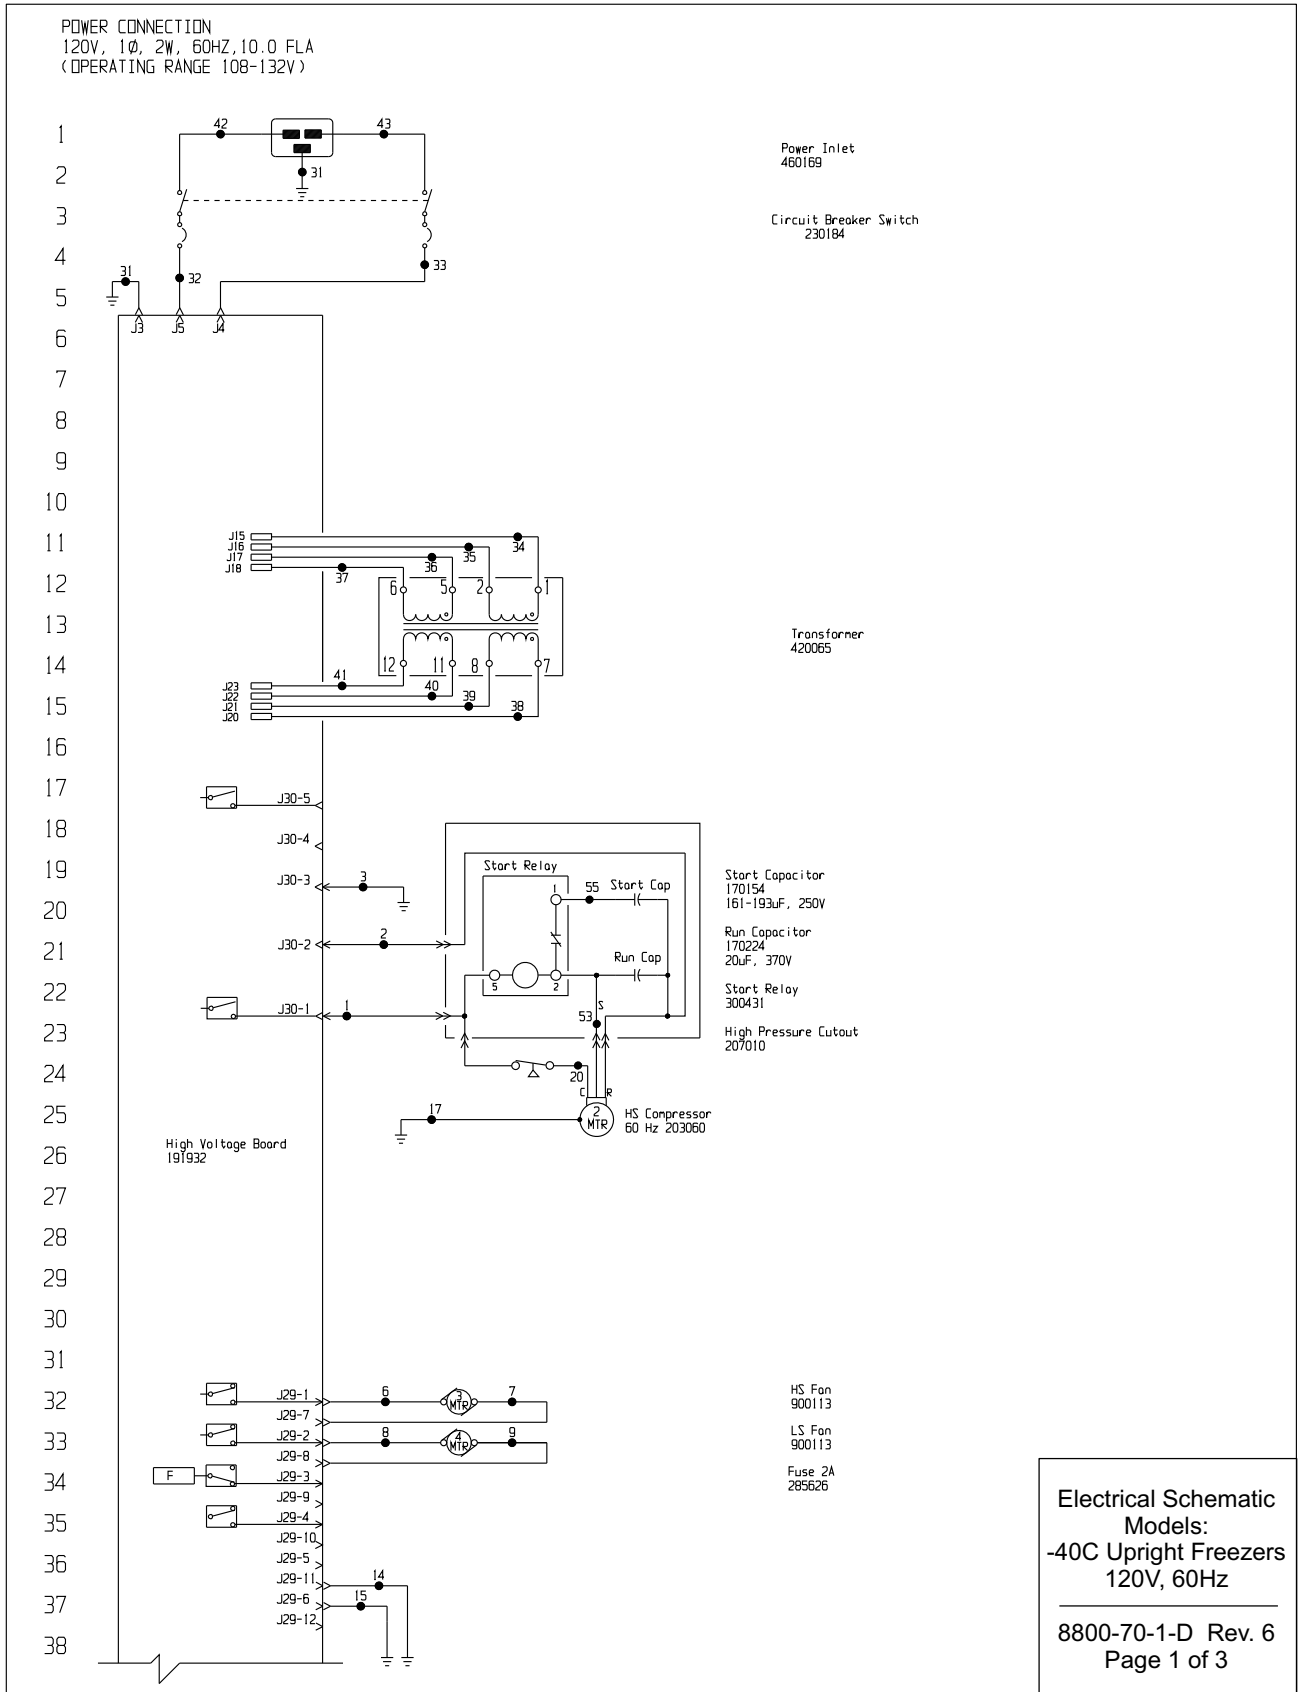 POWER CONNECTION
120V, 1Ø, 2W, 60HZ,10.0 FLA
(OPERATING RANGE 108-132V)
1
42
43
Power Inlet
460169
2
31
3
Circuit Breaker Switch
230184
4
33
31
32
5
J3
J5
J4
6
7
8
9
10
11
J15
J16
J17
J18
34
35
36
37
12
6
5
2
1
13
Transformer
420065
14
12
11
8
7
41
40
39
38
J23
J22
J21
J20
15
16
17
J30-5
18
J30-4
19
Start Relay
J30-3
3
1
55
Start Cap
Start Capacitor
170154
161-193uF, 250V
20
21
J30-2
2
Run Cap
Run Capacitor
170224
20uF, 370V
5
2
22
Start Relay
300431
J30-1
1
S
53
23
High Pressure Cutout
207010
24
20
C
R
25
17
2
MTR
HS Compressor
60 Hz 203060
High Voltage Board
191932
26
27
28
29
30
31
32
J29-1
6
3
MTR
7
HS Fan
900113
J29-7
33
J29-2
8
4
MTR
9
LS Fan
900113
J29-8
34
F
J29-3
Fuse 2A
285626
J29-9
35
J29-4
J29-10
36
J29-5
J29-11
14
37
J29-6
15
J29-12
38
Electrical Schematic
Models:
-40C Upright Freezers
120V, 60Hz
8800-70-1-D Rev. 6
Page 1 of 3